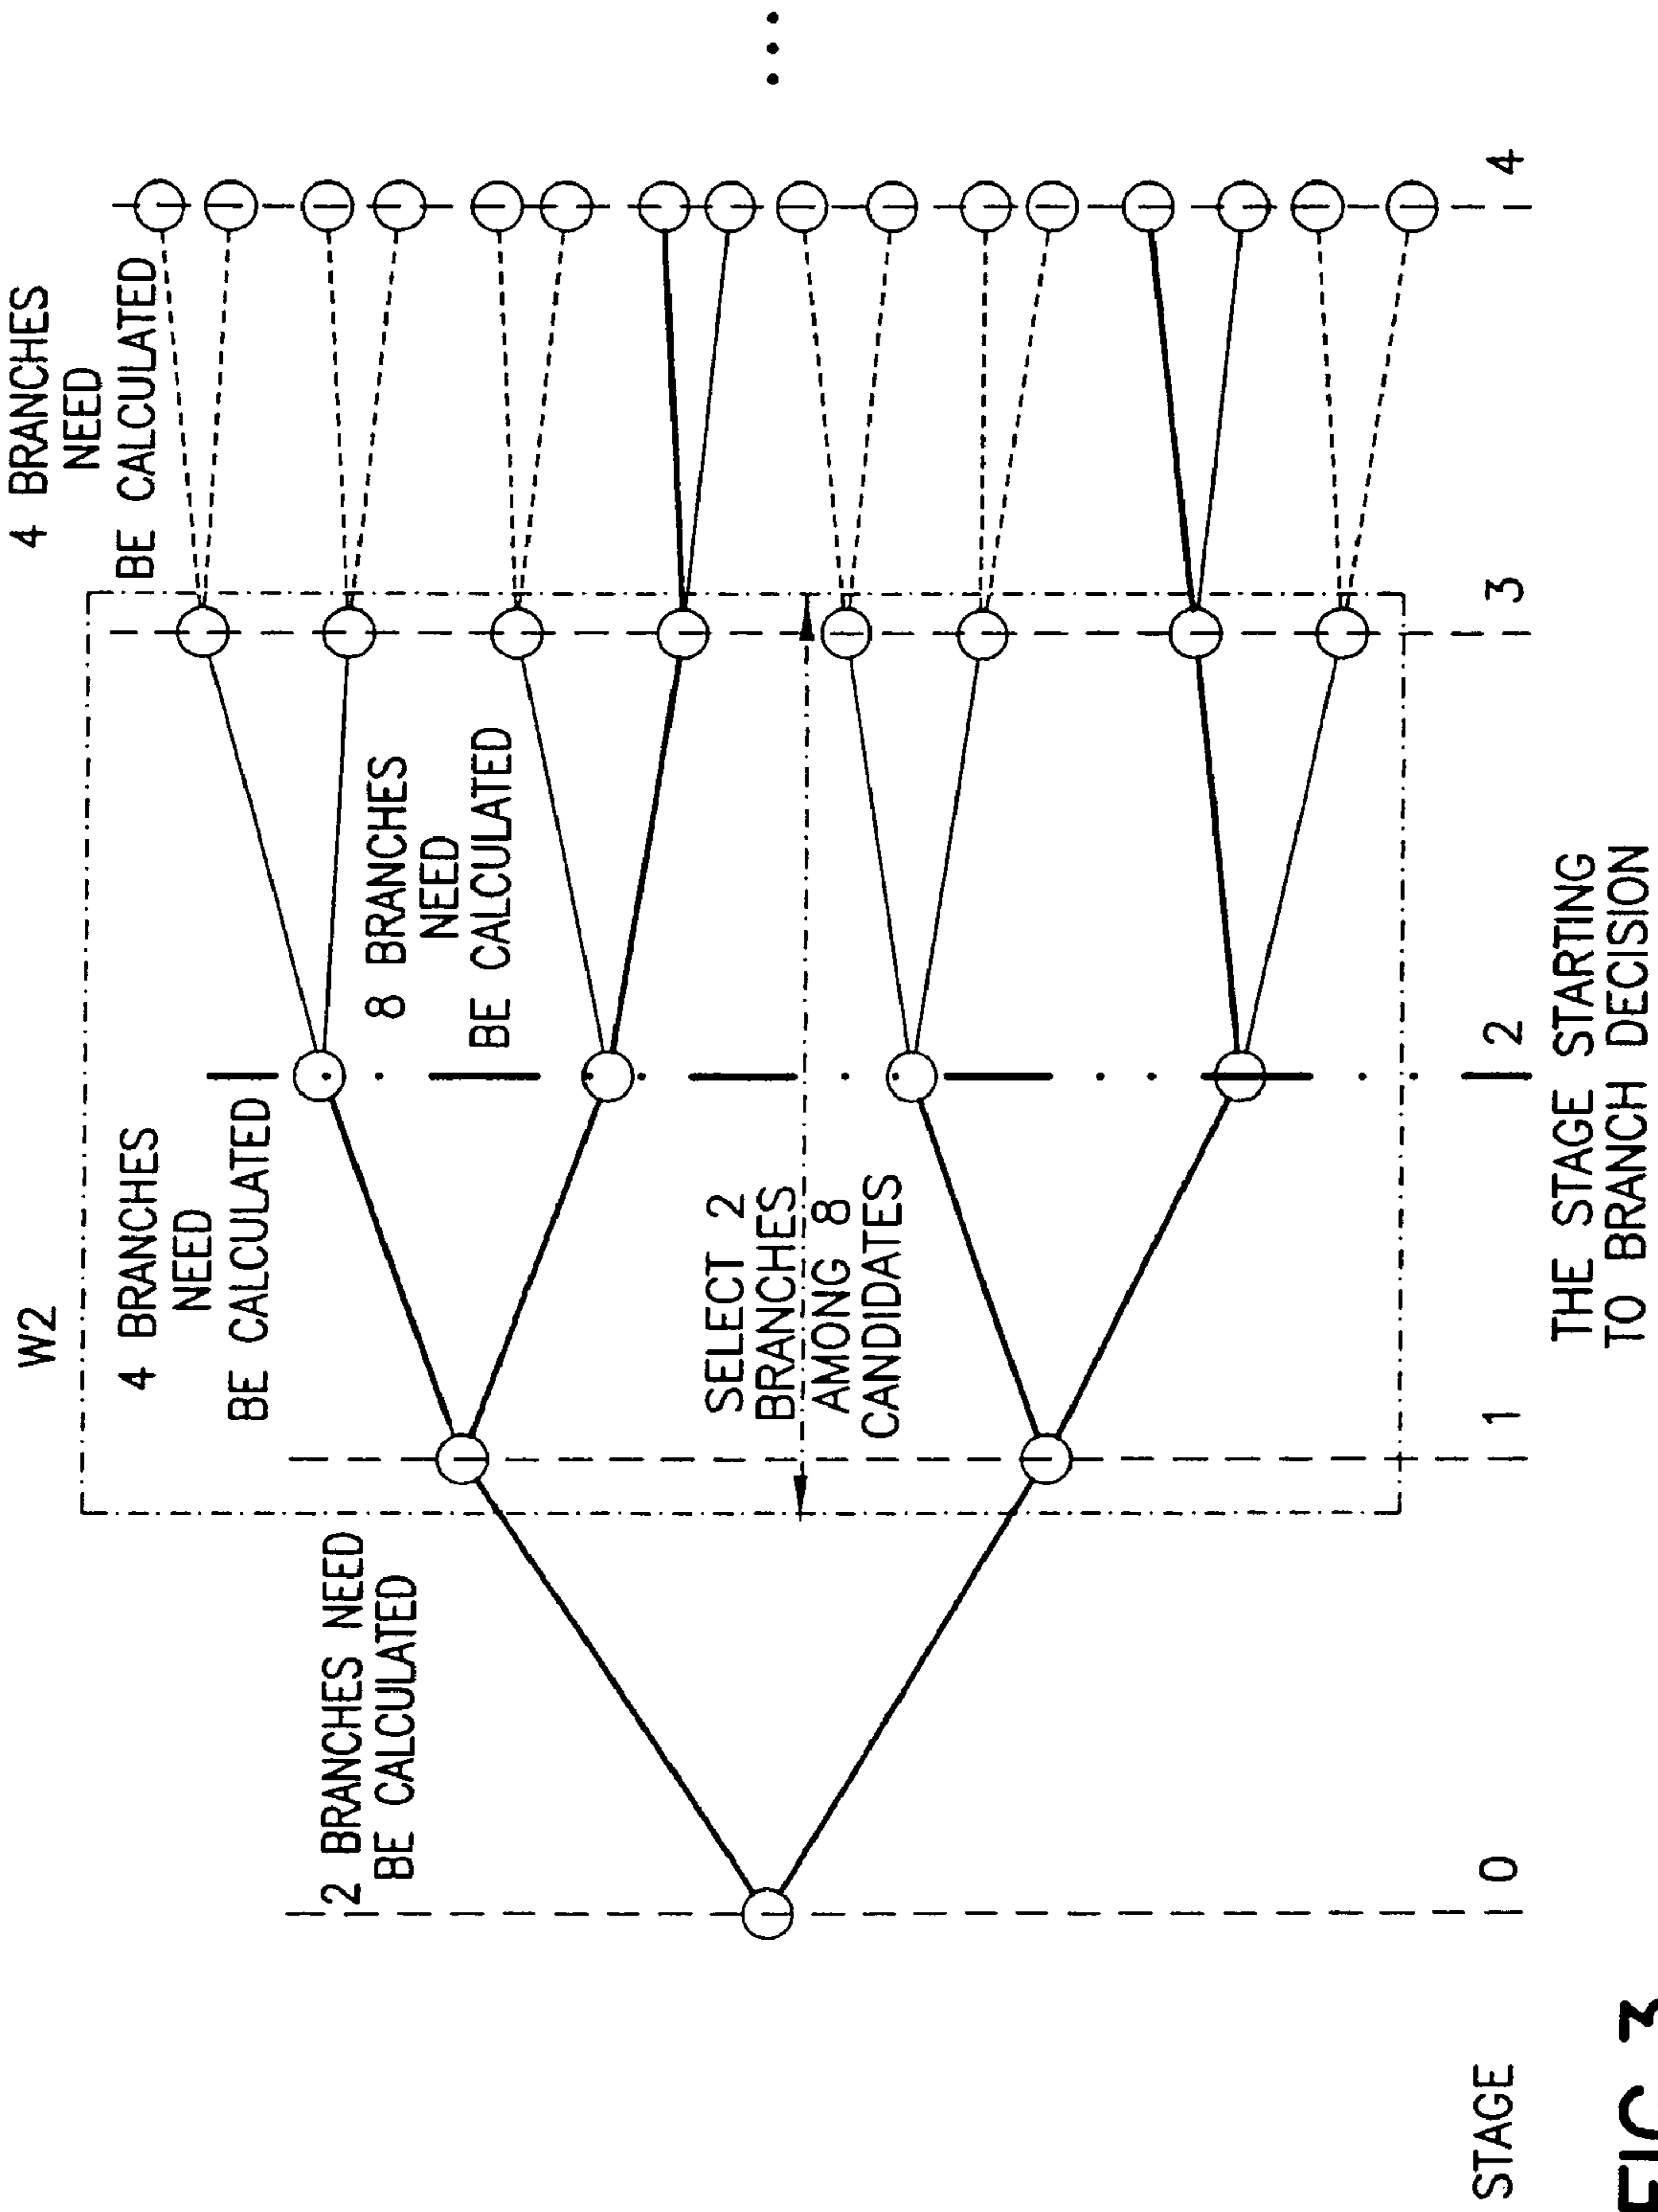 W2
2 BRANCHES NEED
BE CALCULATED
4 BRANCHES
NEED
BE CALCULATED
8 BRANCHES
NEED
BE CALCULATED
4 BRANCHES
NEED
BE CALCULATED
SELECT 2
BRANCHES
AMONG 8
CANDIDATES
STAGE 0 1 2 3 4
THE STAGE STARTING
TO BRANCH DECISION
FIG.3